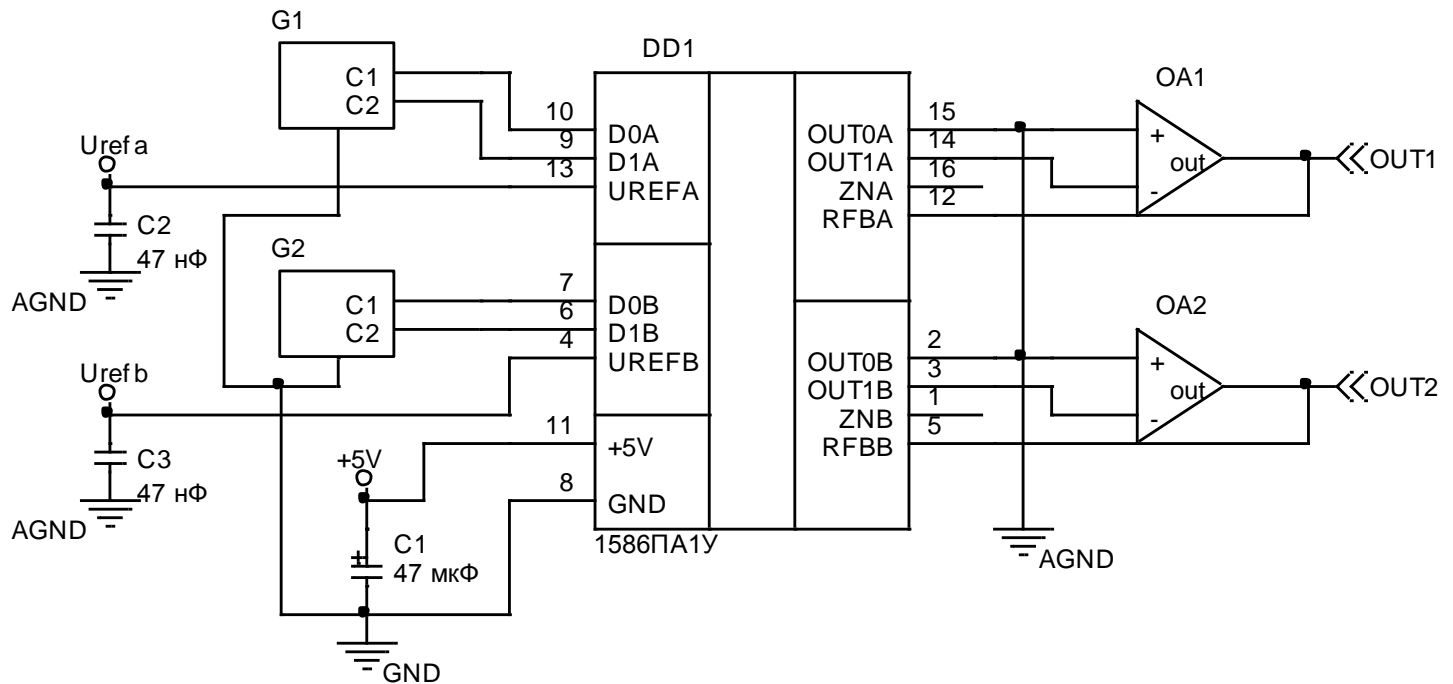 G1
C1
C2
DD1
10
9
13
D0A
D1A
UREFA
Urefa
C2
47 нФ
AGND
G2
C1
C2
7
6
4
D0B
D1B
UREFB
Urefb
C3
47 нФ
AGND
+5V
11
8
+5V
GND
+
C1
47 мкФ
GND
1586ПА1У
OUT0A
OUT1A
ZNA
RFBA
15
14
16
12
OA1
+
out
-
OUT1
OUT0B
OUT1B
ZNB
RFBB
2
3
1
5
OA2
+
out
-
OUT2
AGND